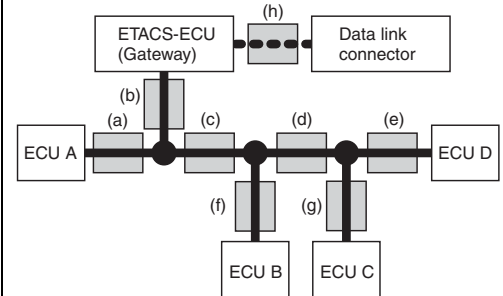 (h)
ETACS-ECU
(Gateway)
Data link
connector
(b)
(a)
(c)
(d)
(e)
ECU A
ECU D
(f)
(g)
ECU B
ECU C